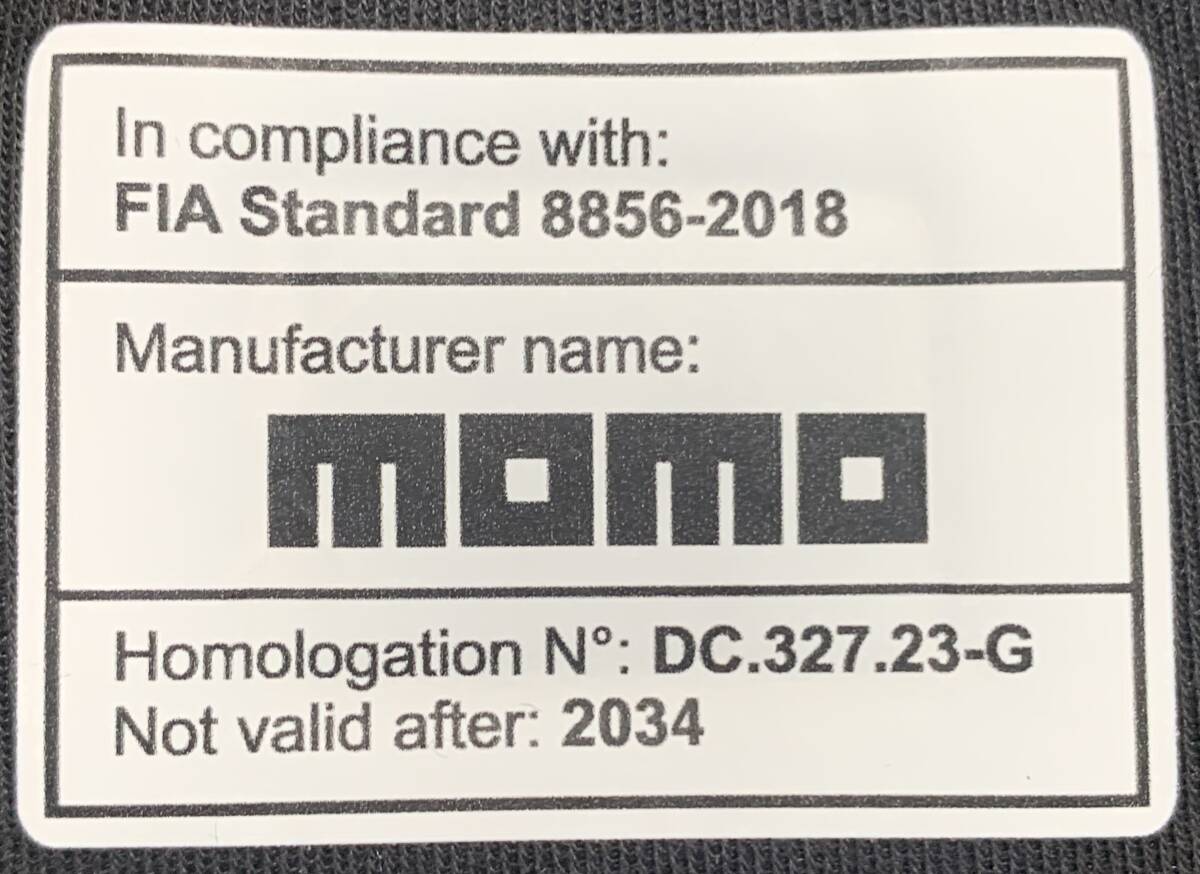 In compliance with:
FIA Standard 8856-2018
Manufacturer name:
momo
Homologation N°: DC.327.23-G
Not valid after: 2034